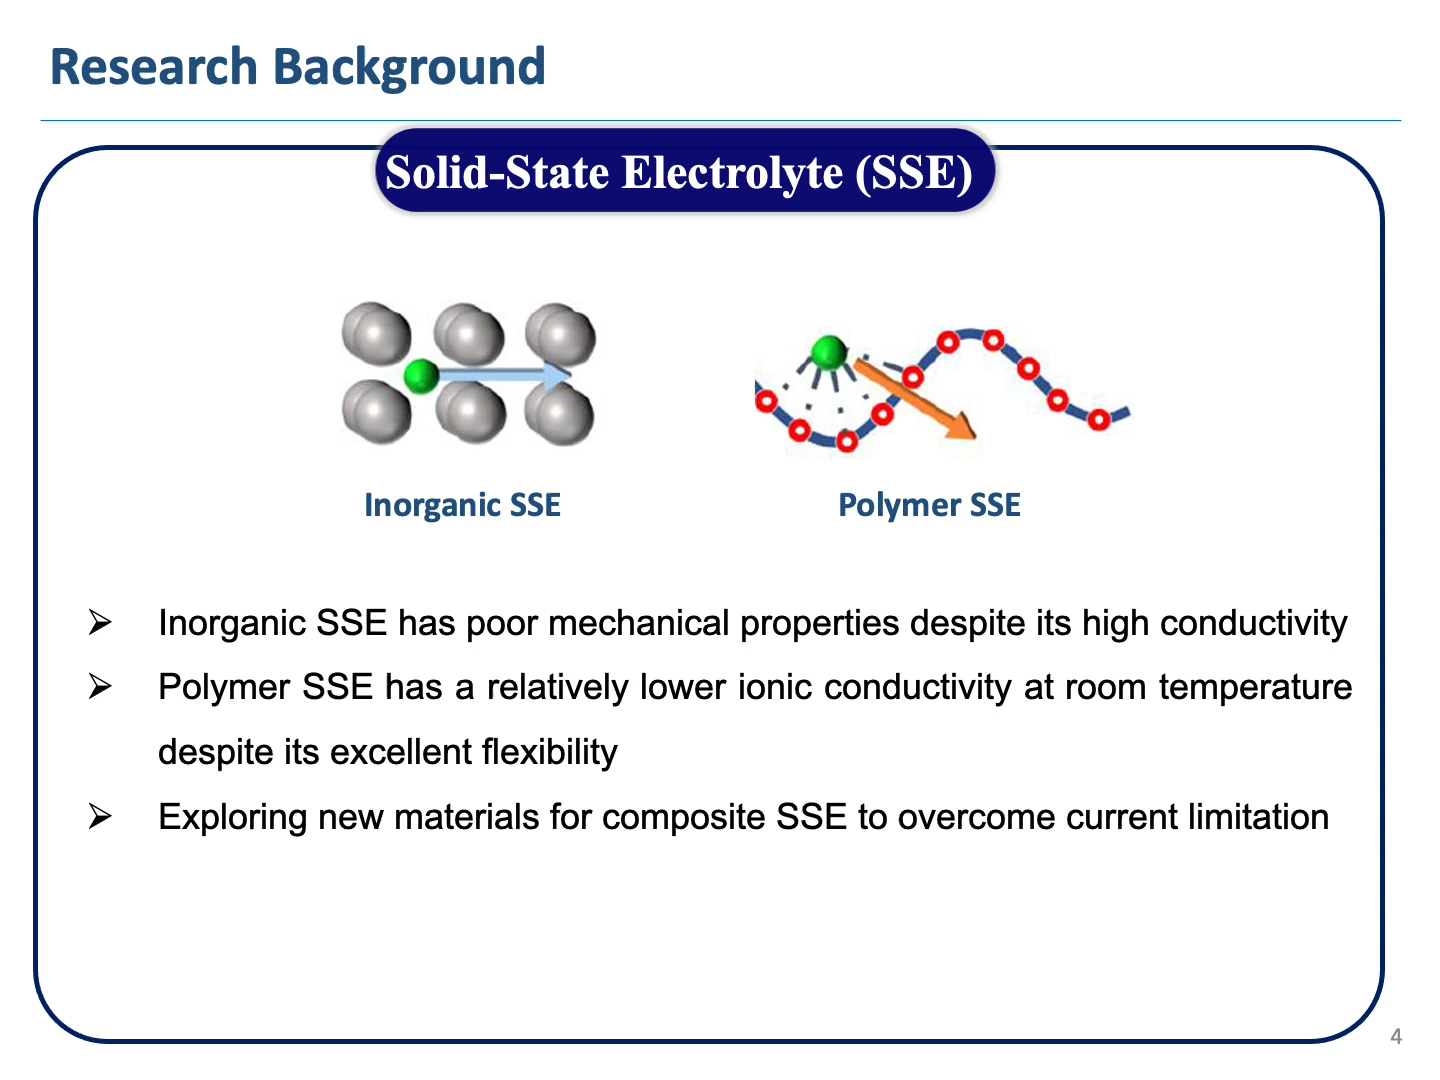 Research Background
Solid-State Electrolyte (SSE)
Inorganic SSE
Polymer SSE
➢ Inorganic SSE has poor mechanical properties despite its high conductivity
➢ Polymer SSE has a relatively lower ionic conductivity at room temperature
despite its excellent flexibility
➢ Exploring new materials for composite SSE to overcome current limitation
4